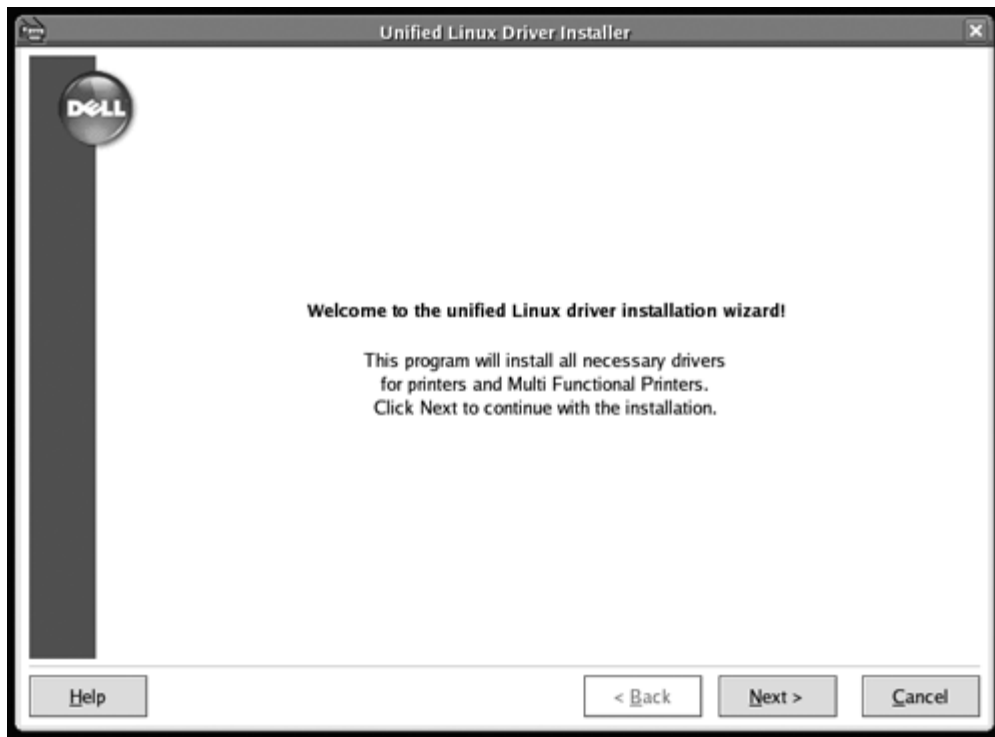 Unified Linux Driver Installer
DELL
Welcome to the unified Linux driver installation wizard!
This program will install all necessary drivers
for printers and Multi Functional Printers.
Click Next to continue with the installation.
Help
< Back
Next >
Cancel